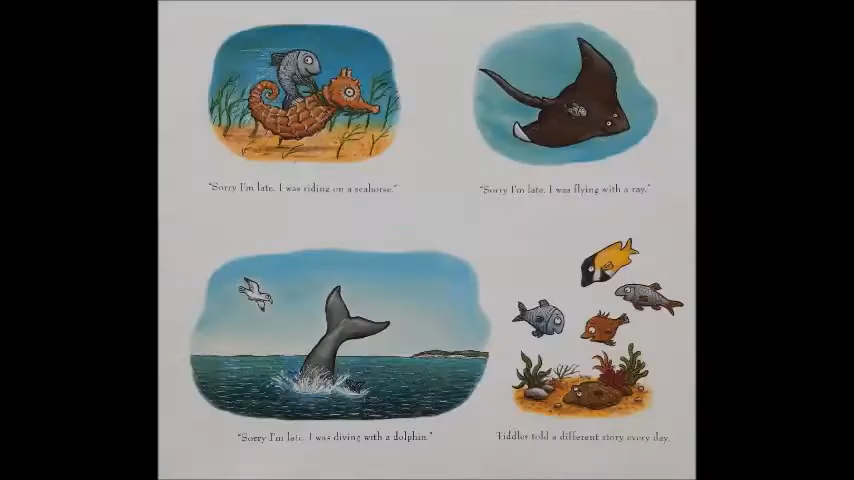 "Sorry I'm late. I was riding on a seahorse."
"Sorry I'm late. I was flying with a ray."
"Sorry I'm late. I was diving with a dolphin."
Tiddler told a different story every day.